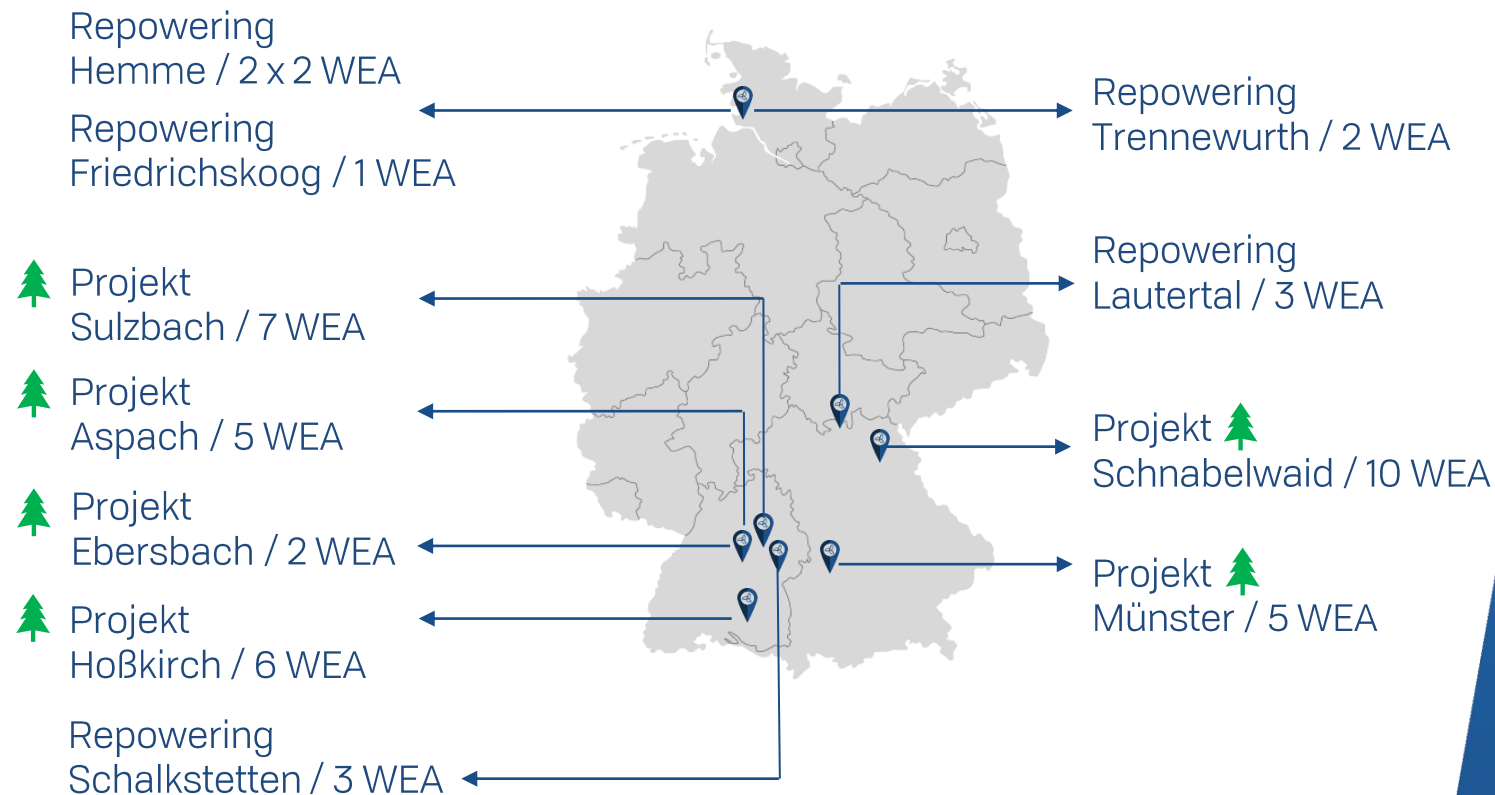 Repowering
Hemme / 2 x 2 WEA
Repowering
Friedrichskoog / 1 WEA
Projekt
Sulzbach / 7 WEA
Projekt
Aspach / 5 WEA
Projekt
Ebersbach / 2 WEA
Projekt
Hoßkirch / 6 WEA
Repowering
Schalkstetten / 3 WEA
Repowering
Trennewurth / 2 WEA
Repowering
Lautertal / 3 WEA
Projekt
Schnabelwaid / 10 WEA
Projekt
Münster / 5 WEA